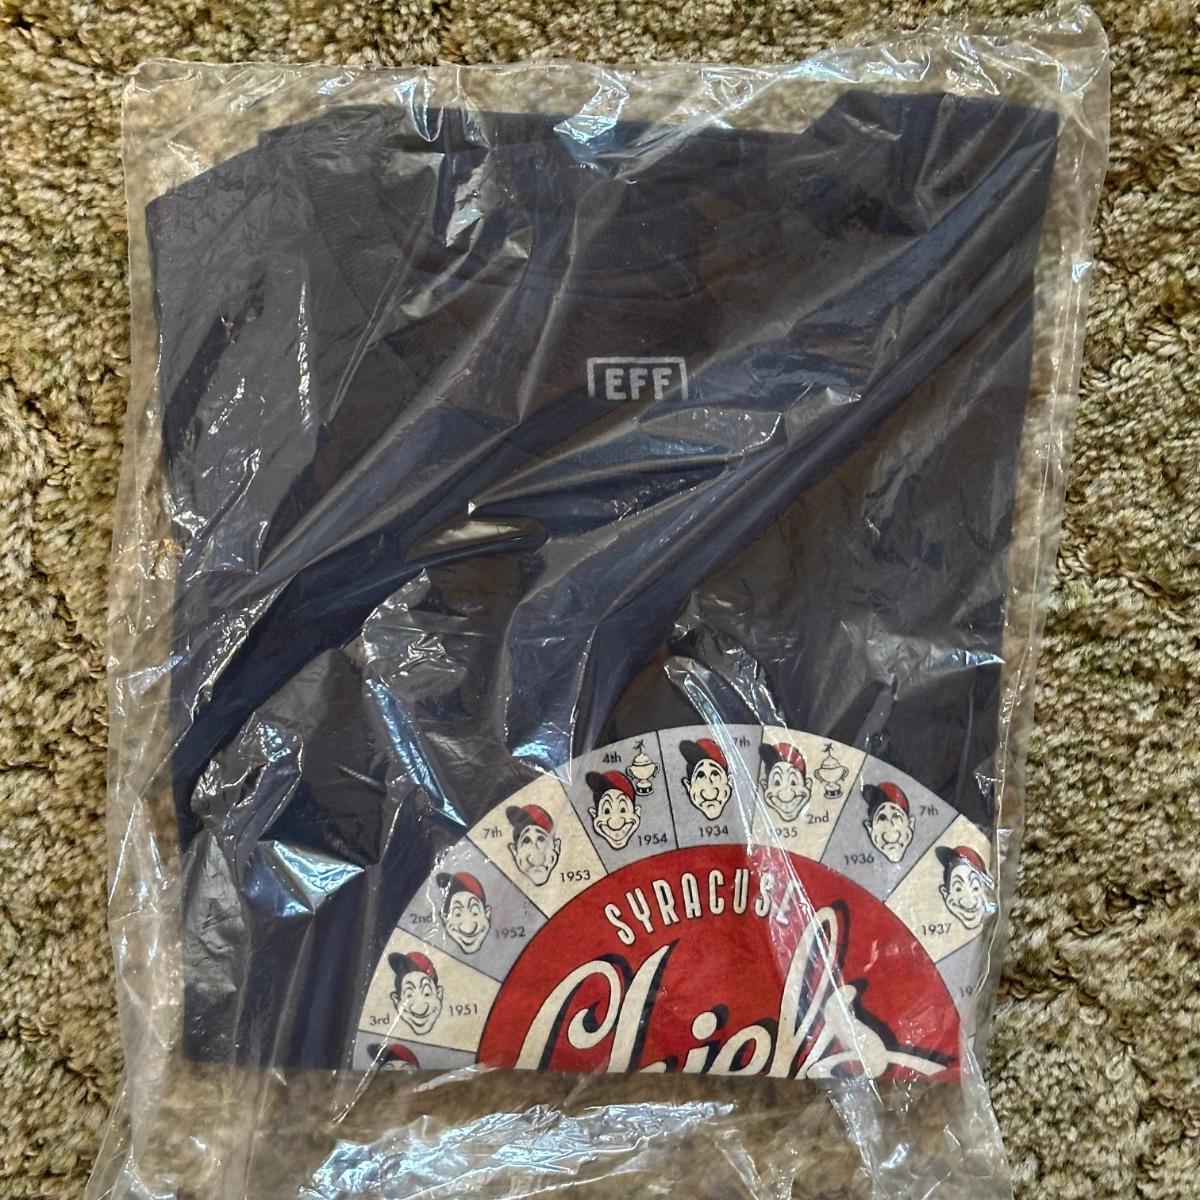 EFF
4th
1954
7th
1934
1935
2nd
7th
1936
1937
7th
1953
2nd
1952
3rd
1951
SYRACUSE
Chiefs